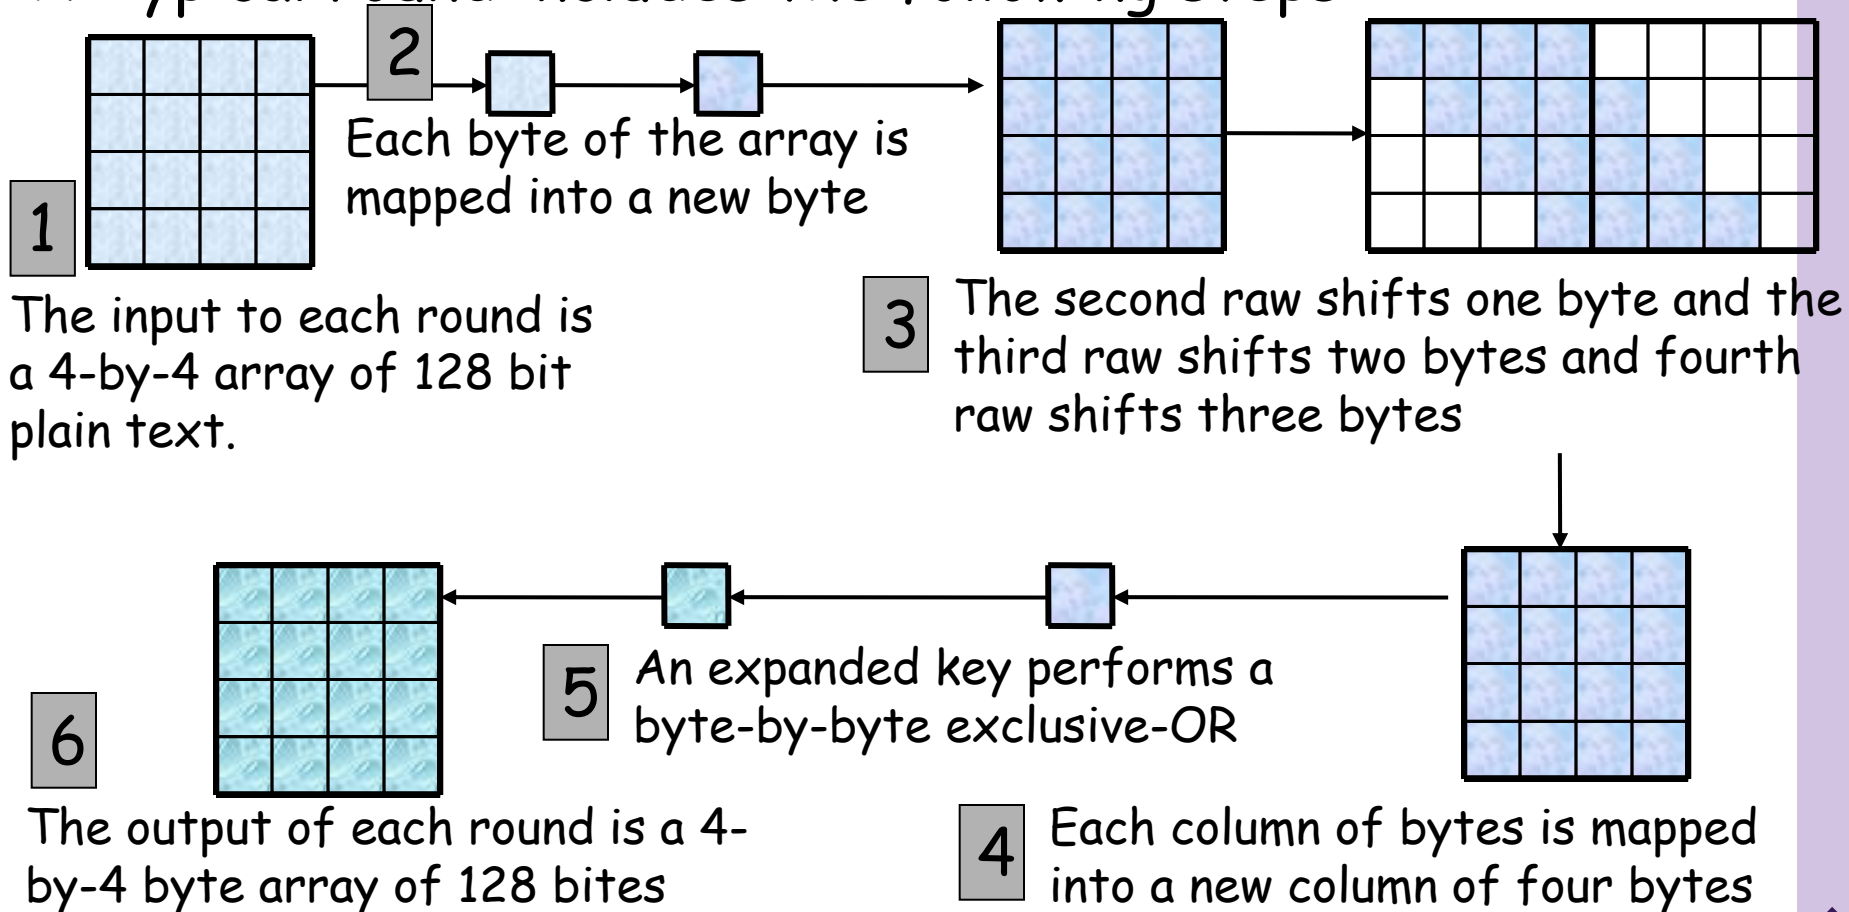 1
The input to each round is
a 4-by-4 array of 128 bit
plain text.
2
Each byte of the array is
mapped into a new byte
3
The second raw shifts one byte and the
third raw shifts two bytes and fourth
raw shifts three bytes
4
Each column of bytes is mapped
into a new column of four bytes
5
An expanded key performs a
byte-by-byte exclusive-OR
6
The output of each round is a 4-
by-4 byte array of 128 bites